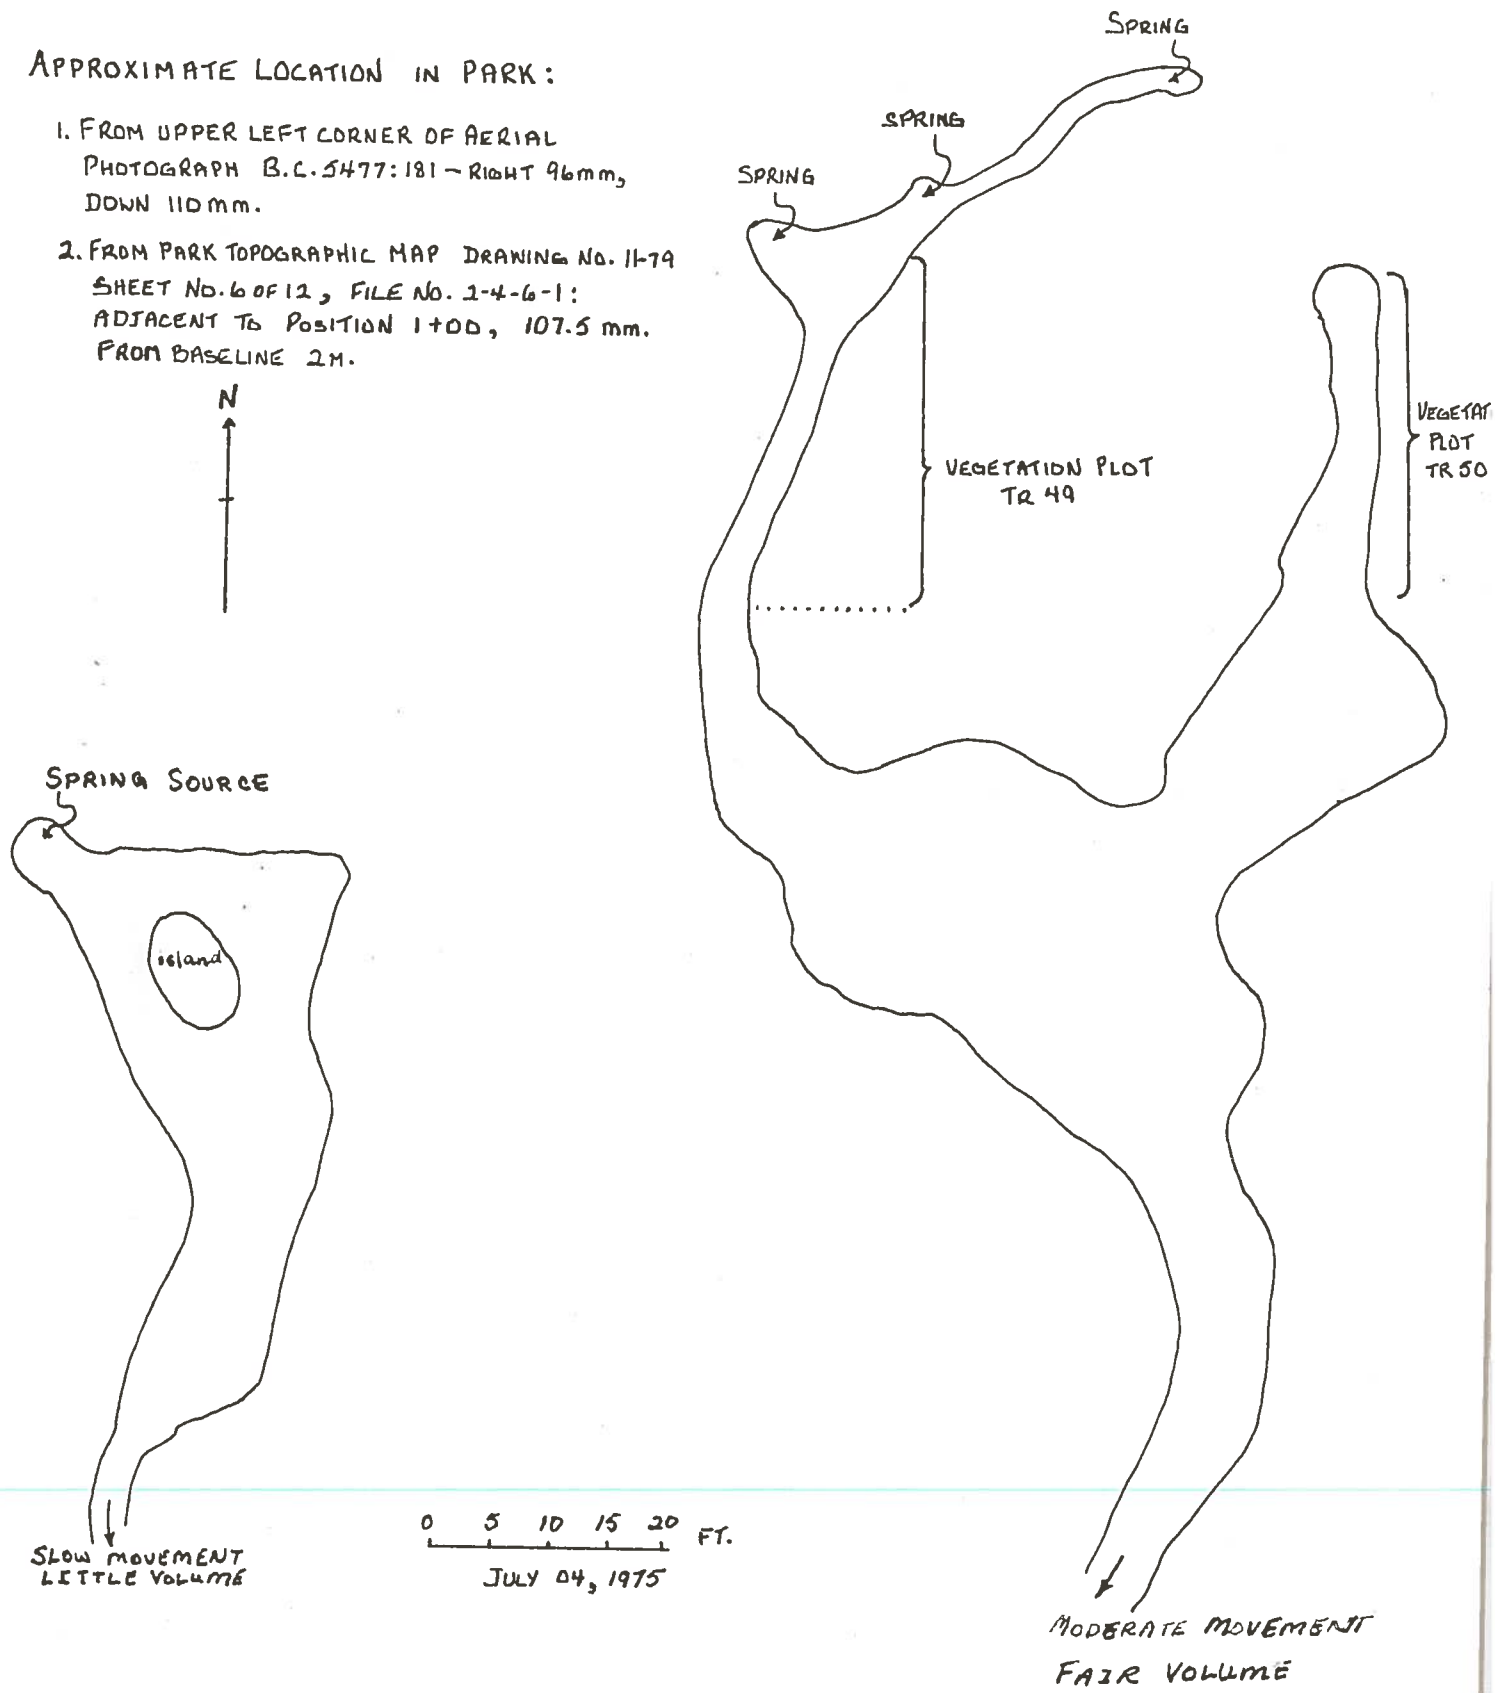 APPROXIMATE LOCATION IN PARK:
1. FROM UPPER LEFT CORNER OF AERIAL
PHOTOGRAPH B.C. 5477:181 - RIGHT 96mm,
DOWN 110mm.
2. FROM PARK TOPOGRAPHIC MAP DRAWING NO. 11-79
SHEET NO. 6 OF 12, FILE NO. 2-4-6-1:
ADJACENT TO POSITION 1+00, 107.5 mm.
FROM BASELINE 2M.
N
SPRING
SPRING
SPRING
VEGETATION PLOT
TR 49
VEGETAT
PLOT
TR 50
SPRING SOURCE
island
SLOW MOVEMENT
LITTLE VOLUME
0 5 10 15 20 FT.
JULY 04, 1975
MODERATE MOVEMENT
FAIR VOLUME